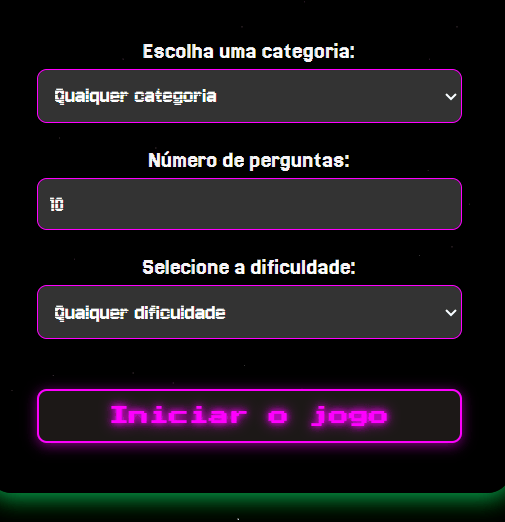 Escolha uma categoria:
Qualquer categoria
Número de perguntas:
10
Selecione a dificuldade:
Qualquer dificuldade
Iniciar o jogo